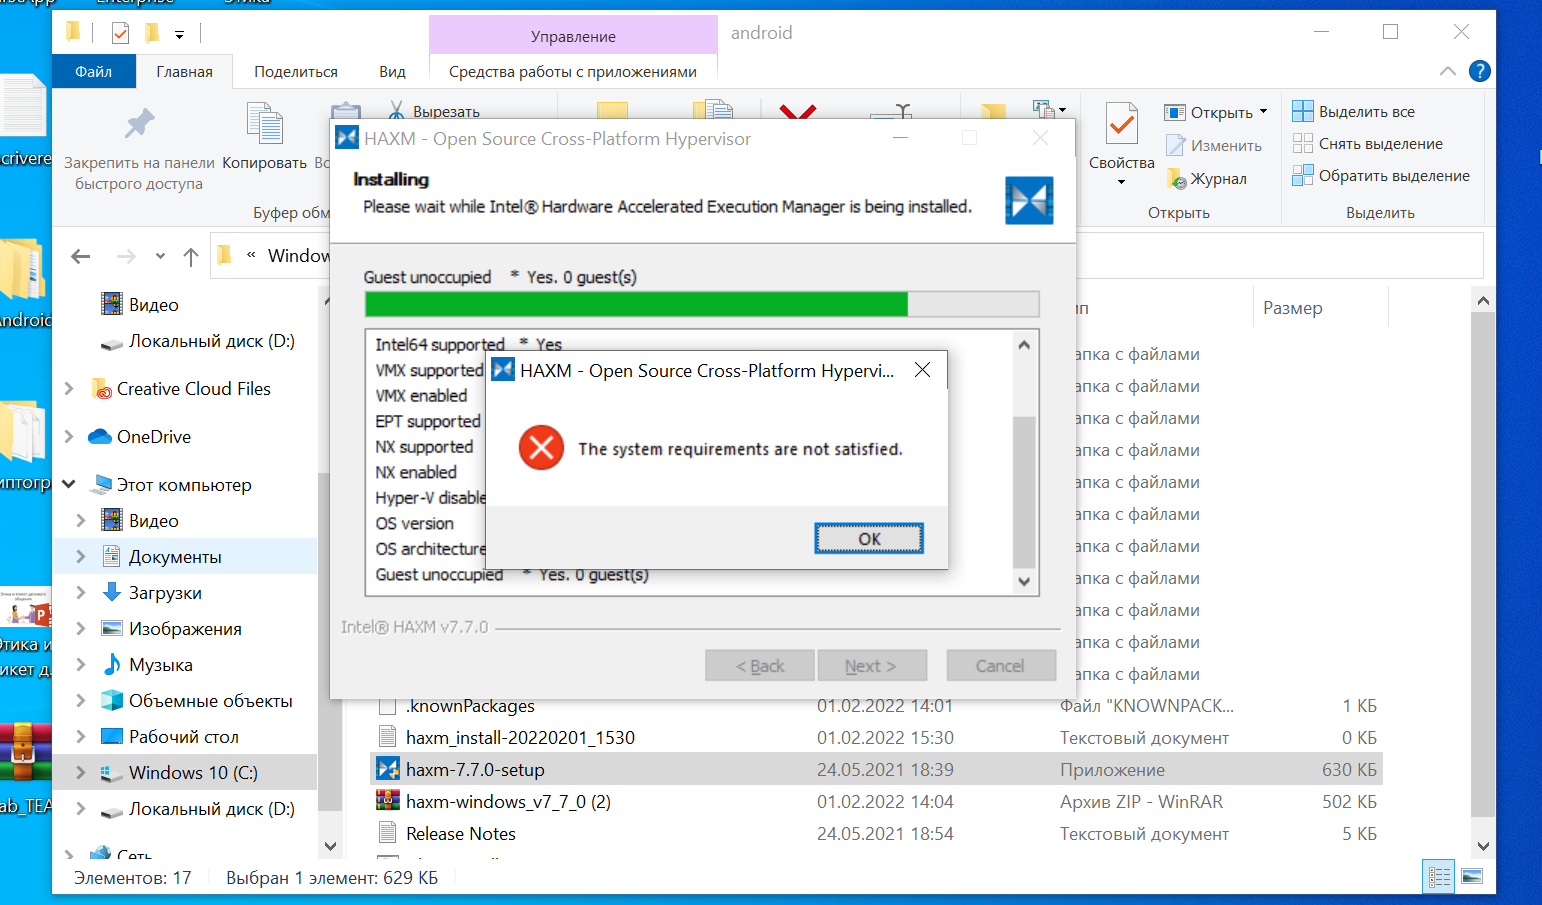 Enterprise
Этика
Управление
android
Файл
Главная
Поделиться
Вид
Средства работы с приложениями
Вырезать
Закрепить на панели
быстрого доступа
Копировать
Буфер обм
Свойства
Открыть
Изменить
Журнал
Открыть
Выделить все
Снять выделение
Обратить выделение
Выделить
HAXM - Open Source Cross-Platform Hypervisor
Installing
Please wait while Intel® Hardware Accelerated Execution Manager is being installed.
Guest unoccupied * Yes. 0 guest(s)
Intel64 supported * Yes
VMX supported
VMX enabled
EPT supported
NX supported
NX enabled
Hyper-V disable
OS version
OS architecture
Guest unoccupied * Yes. 0 guest(s)
HAXM - Open Source Cross-Platform Hypervi...
The system requirements are not satisfied.
OK
Intel® HAXM v7.7.0
< Back
Next >
Cancel
« Window
crivere
Android
иптогр
Этика и
икет д.
ab_TEA
Видео
Локальный диск (D:)
Creative Cloud Files
OneDrive
Этот компьютер
Видео
Документы
Загрузки
Изображения
Музыка
Объемные объекты
Рабочий стол
Windows 10 (C:)
Локальный диск (D:)
Сеть
ип
Размер
апка с файлами
апка с файлами
апка с файлами
апка с файлами
апка с файлами
апка с файлами
апка с файлами
апка с файлами
апка с файлами
апка с файлами
апка с файлами
.knownPackages 01.02.2022 14:01 Файл "KNOWNPACK... 1 КБ
haxm_install-20220201_1530 01.02.2022 15:30 Текстовый документ 0 КБ
haxm-7.7.0-setup 24.05.2021 18:39 Приложение 630 КБ
haxm-windows_v7_7_0 (2) 01.02.2022 14:04 Архив ZIP - WinRAR 502 КБ
Release Notes 24.05.2021 18:54 Текстовый документ 5 КБ
Элементов: 17
Выбран 1 элемент: 629 КБ